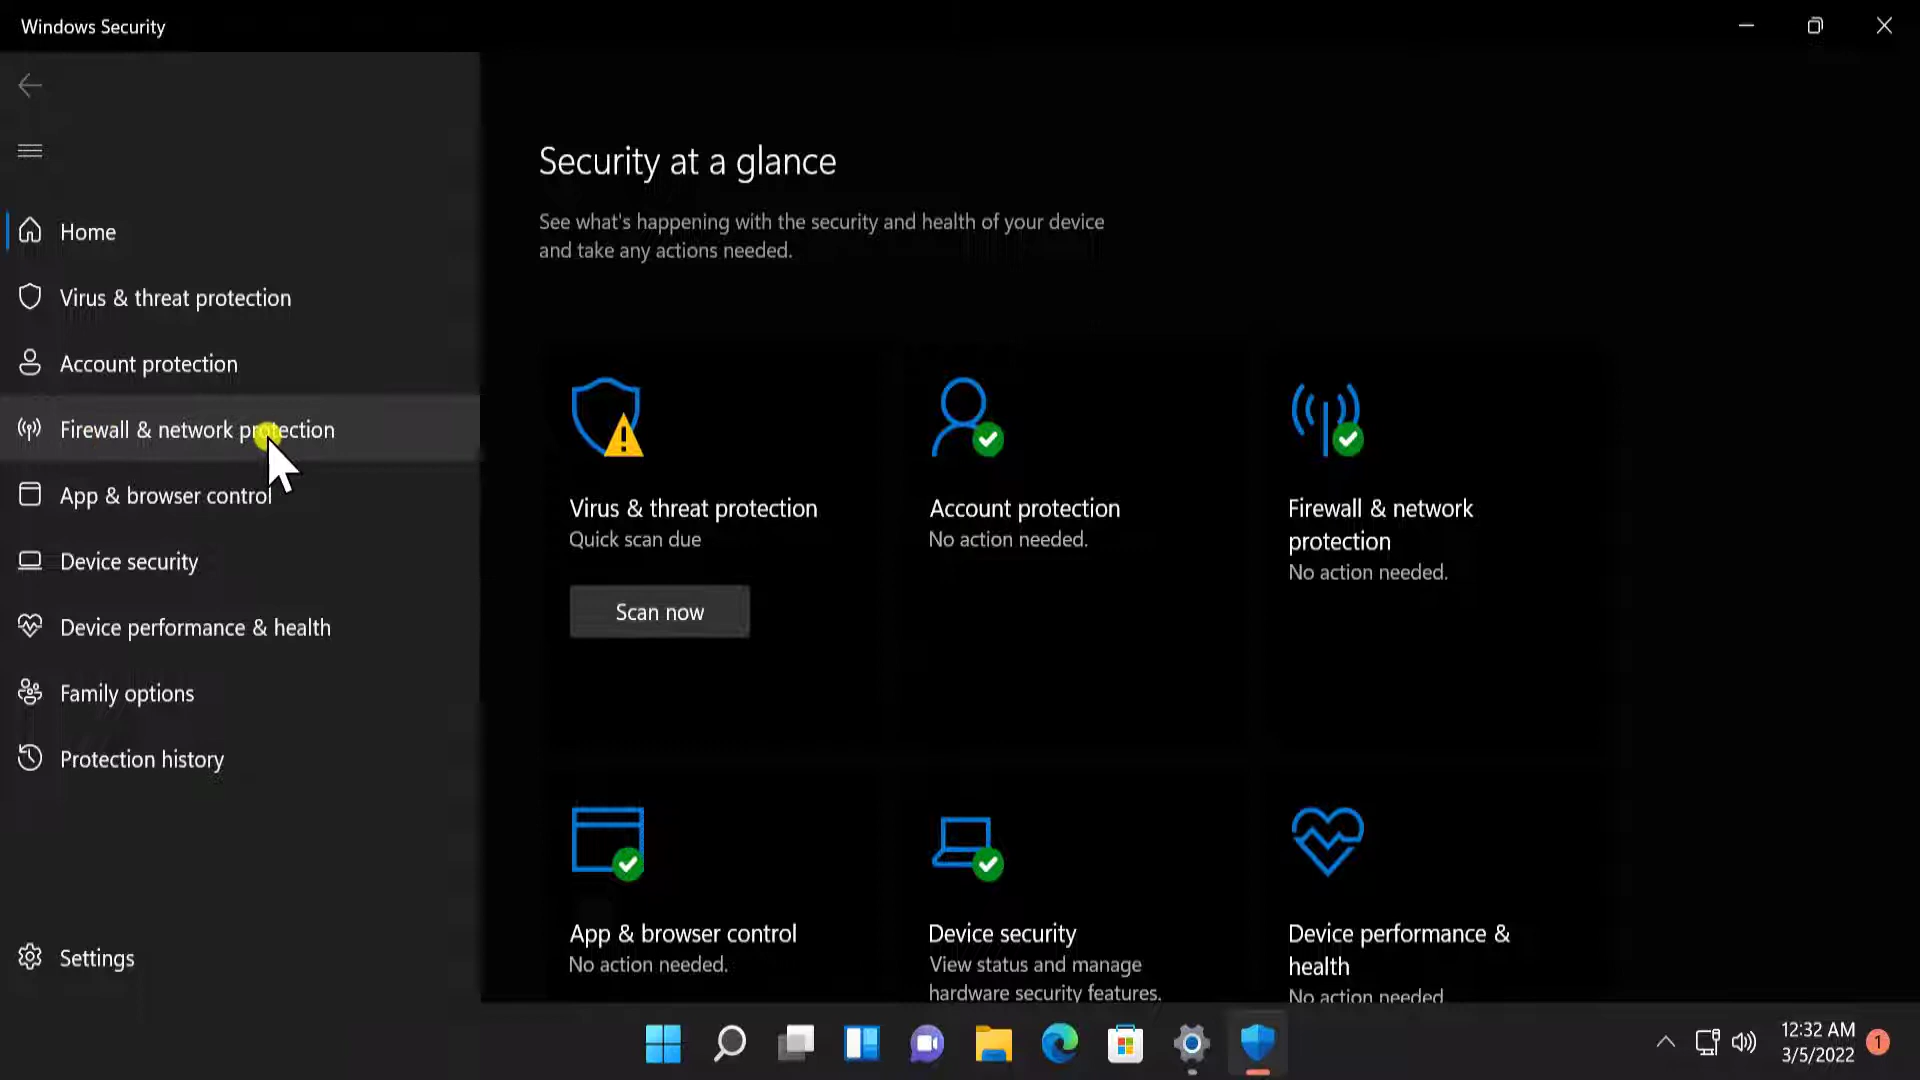 Windows Security
Home
Virus & threat protection
Account protection
Firewall & network protection
App & browser control
Device security
Device performance & health
Family options
Protection history
Settings
Security at a glance
See what's happening with the security and health of your device
and take any actions needed.
Virus & threat protection
Quick scan due
Scan now
Account protection
No action needed.
Firewall & network
protection
No action needed.
App & browser control
No action needed.
Device security
View status and manage
hardware security features.
Device performance &
health
No action needed
12:32 AM
3/5/2022
1